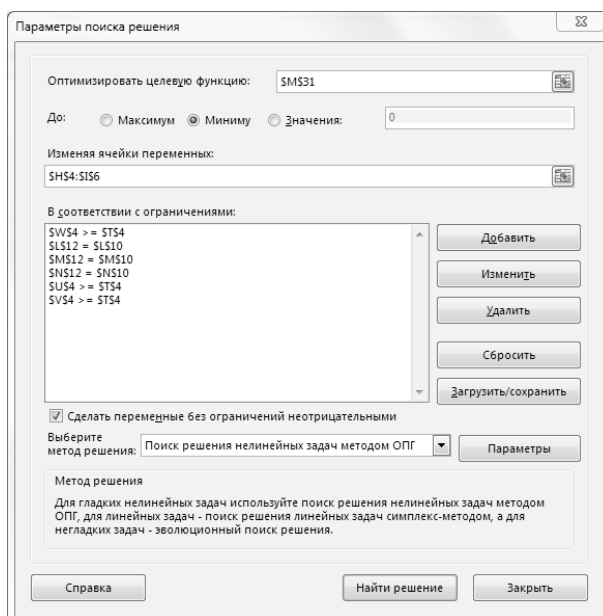 Параметры поиска решения
Оптимизировать целевую функцию: $M$31
До: Максимум Миниму Значения: 0
Изменяя ячейки переменных:
$H$4:$I$6
В соответствии с ограничениями:
$W$4 >= $T$4
$L$12 = $L$10
$M$12 = $M$10
$N$12 = $N$10
$U$4 >= $T$4
$V$4 >= $T$4
Добавить
Изменить
Удалить
Сбросить
Загрузить/сохранить
Сделать переменные без ограничений неотрицательными
Выберите
метод решения: Поиск решения нелинейных задач методом ОПГ Параметры
Метод решения
Для гладких нелинейных задач используйте поиск решения нелинейных задач методом
ОПГ, для линейных задач - поиск решения линейных задач симплекс-методом, а для
негладких задач - эволюционный поиск решения.
Справка Найти решение Закрыть